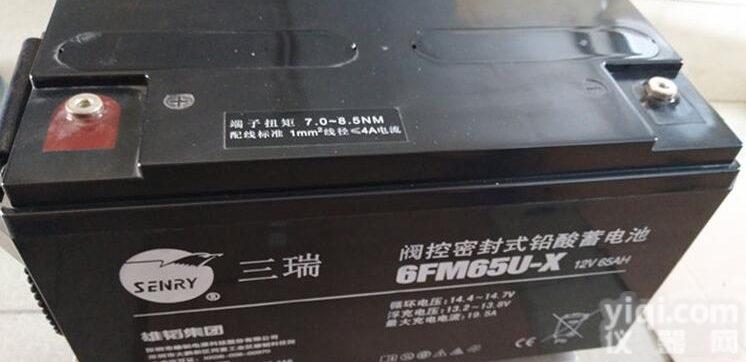 端子扭矩 7.0~8.5NM
配线标准 1mm²线径≤4A电流
SENRY®
三瑞
阀控密封式铅酸蓄电池
6FM65U-X 12V 65AH
循环电压: 14.4~14.7V
浮充电压: 13.2~13.8V
最大充电电流: 19.5A
雄韬集团
yiqi.com
仪器网